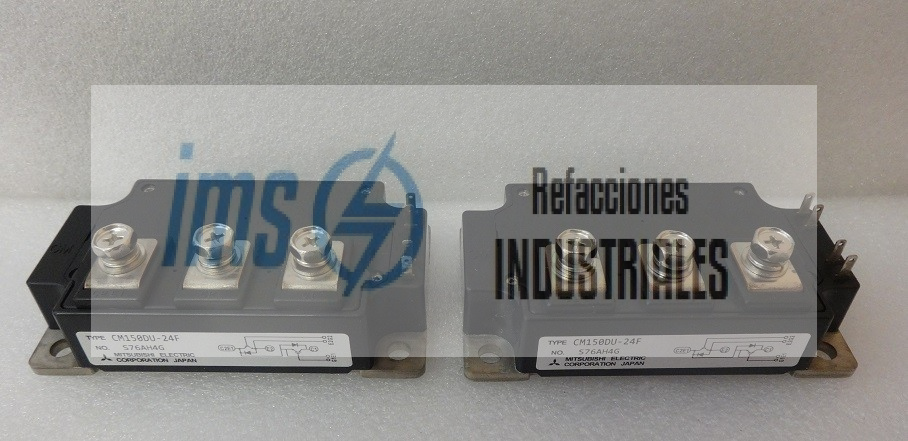 ims
Refacciones
INDUSTRIALES
TYPE CM150DU-24F
NO. S76AH4G
MITSUBISHI ELECTRIC
CORPORATION JAPAN
TYPE CM150DU-24F
NO. S76AH4G
MITSUBISHI ELECTRIC
CORPORATION JAPAN